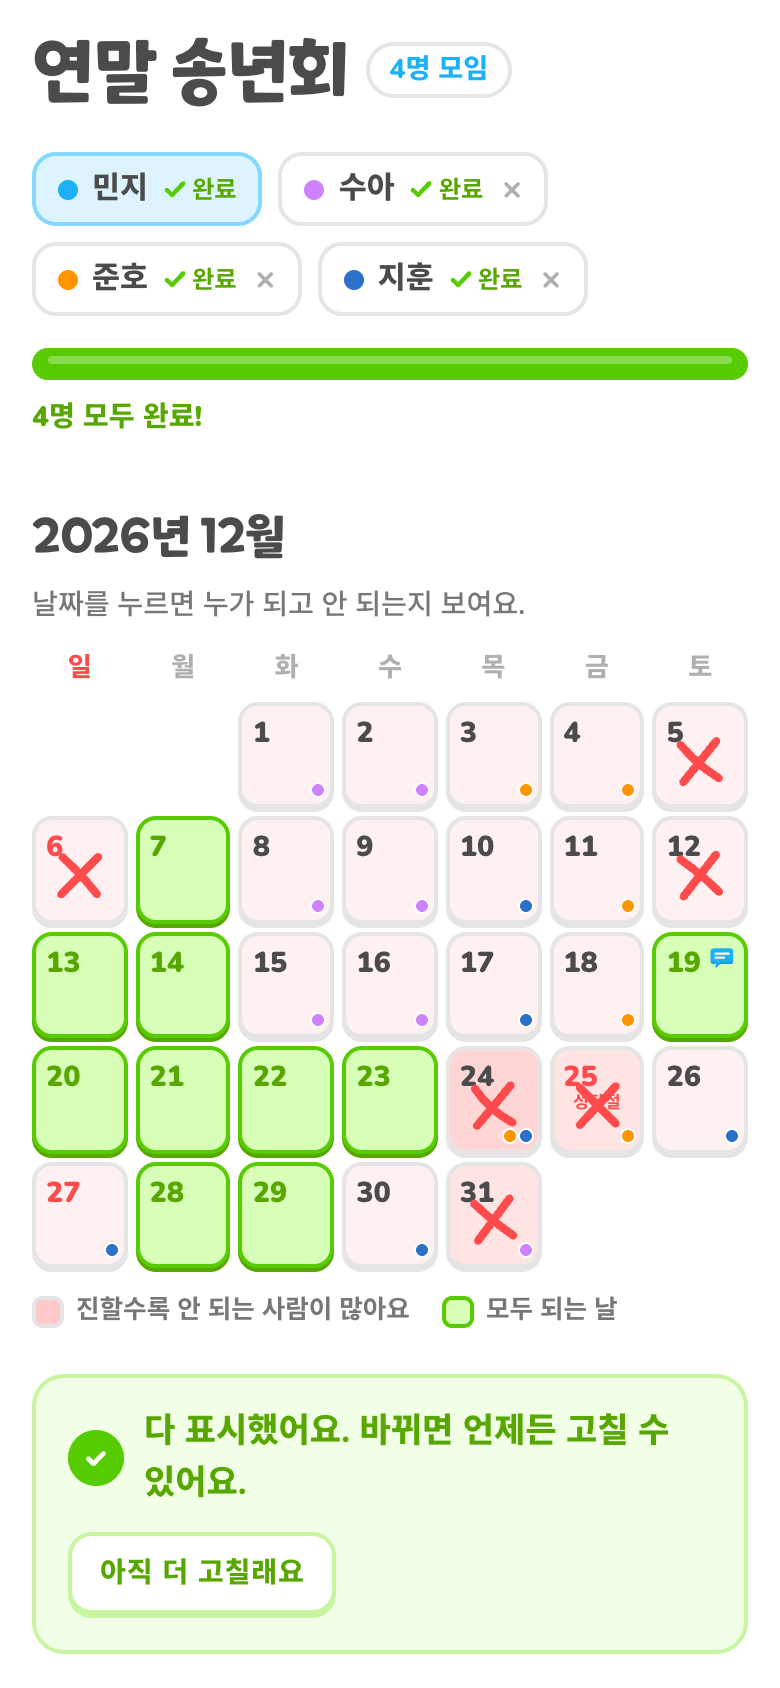 연말 송년회 4명 모임
민지 완료 수아 완료
준호 완료 지훈 완료
4명 모두 완료!
2026년 12월
날짜를 누르면 누가 되고 안 되는지 보여요.
일 월 화 수 목 금 토
1 2 3 4 5
6 7 8 9 10 11 12
13 14 15 16 17 18 19
20 21 22 23 24 25 26
27 28 29 30 31
진할수록 안 되는 사람이 많아요 모두 되는 날
다 표시했어요. 바뀌면 언제든 고칠 수
있어요.
아직 더 고칠래요